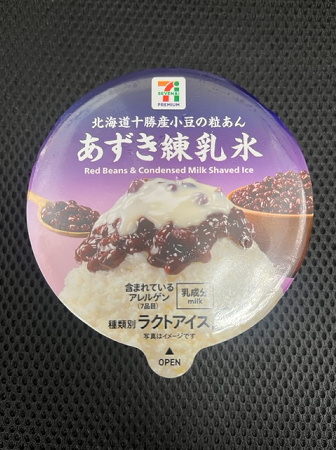 7
SEVEN&i
PREMIUM
北海道十勝産小豆の粒あん
あずき練乳氷
Red Beans & Condensed Milk Shaved Ice
含まれている
アレルゲン
(7品目)
乳成分
milk
種類別 ラクトアイス
写真はイメージです
▲
OPEN